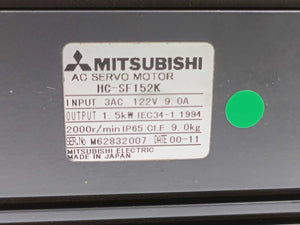 MITSUBISHI
AC SERVO MOTOR
HC-SF152K
INPUT 3AC 122V 9.0A
OUTPUT 1.5kW IEC34-1 1994
2000r/min IP65 Cl.F 9.0kg
SER.No M62832007 DATE 00-11
MITSUBISHI ELECTRIC
MADE IN JAPAN